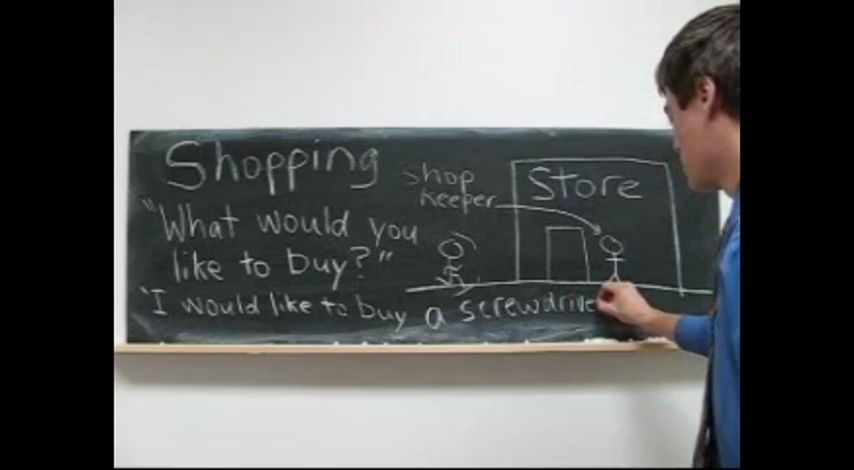 Shopping
shop
keeper
Store
"What would you
like to buy?"
"I would like to buy a screwdrive